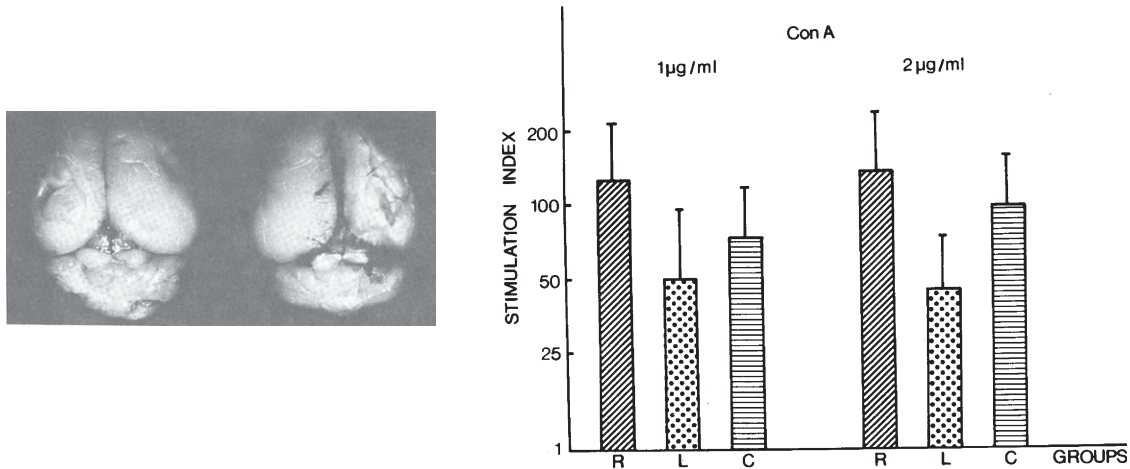 Con A
1µg/ml 2µg/ml
STIMULATION INDEX
200
100
50
25
1
R L C R L C GROUPS